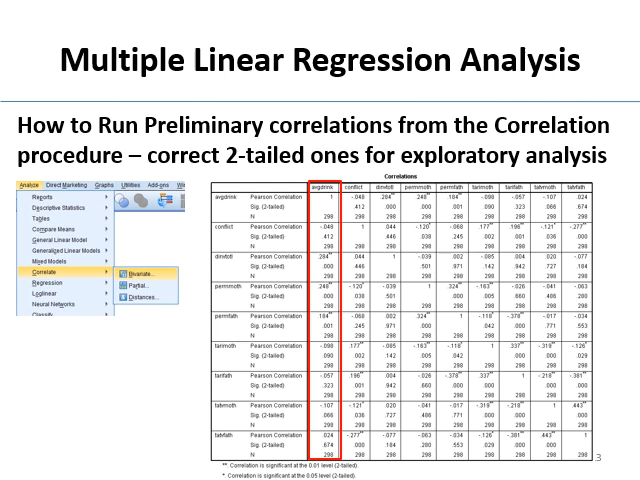 Multiple Linear Regression Analysis
How to Run Preliminary correlations from the Correlation
procedure – correct 2-tailed ones for exploratory analysis
Analyze Direct Marketing Graphs Utilities Add-ons
Reports
Descriptive Statistics
Tables
Compare Means
General Linear Model
Generalized Linear Models
Mixed Models
Correlate
Regression
Loglinear
Neural Networks
Classify
Bivariate...
Partial...
Distances...
Correlations
avgdrink conflict dinvtotl permmoth permfath tarimoth tarifath tatvmoth tatvfath
avgdrink Pearson Correlation 1 -.048 .284** .248** .184** -.098 -.057 -.107 .024
Sig. (2-tailed) .412 .000 .000 .001 .090 .323 .066 .674
N 298 298 298 298 298 298 298 298 298
conflict Pearson Correlation -.048 1 .044 -.120* -.068 .177** .196** -.121* -.277**
Sig. (2-tailed) .412 .446 .038 .245 .002 .001 .036 .000
N 298 298 298 298 298 298 298 298 298
dinvtotl Pearson Correlation .284** .044 1 -.039 .002 -.085 .004 .020 -.077
Sig. (2-tailed) .000 .446 .501 .971 .142 .942 .727 .184
N 298 298 298 298 298 298 298 298 298
permmoth Pearson Correlation .248** -.120* -.039 1 .324** -.163** -.026 -.041 -.063
Sig. (2-tailed) .000 .038 .501 .000 .005 .660 .486 .280
N 298 298 298 298 298 298 298 298 298
permfath Pearson Correlation .184** -.068 .002 .324** 1 -.118* -.378** -.017 -.034
Sig. (2-tailed) .001 .245 .971 .000 .042 .000 .771 .553
N 298 298 298 298 298 298 298 298 298
tarimoth Pearson Correlation -.098 .177** -.085 -.163** -.118* 1 .337** -.319** -.126*
Sig. (2-tailed) .090 .002 .142 .005 .042 .000 .000 .029
N 298 298 298 298 298 298 298 298 298
tarifath Pearson Correlation -.057 .196** .004 -.026 -.378** .337** 1 -.218** -.381**
Sig. (2-tailed) .323 .001 .942 .660 .000 .000 .000 .000
N 298 298 298 298 298 298 298 298 298
tatvmoth Pearson Correlation -.107 -.121* .020 -.041 -.017 -.319** -.218** 1 .443**
Sig. (2-tailed) .066 .036 .727 .486 .771 .000 .000 .000
N 298 298 298 298 298 298 298 298 298
tatvfath Pearson Correlation .024 -.277** -.077 -.063 -.034 -.126* -.381** .443** 1
Sig. (2-tailed) .674 .000 .184 .280 .553 .029 .000 .000
N 298 298 298 298 298 298 298 298 298
**. Correlation is significant at the 0.01 level (2-tailed).
*. Correlation is significant at the 0.05 level (2-tailed).
3